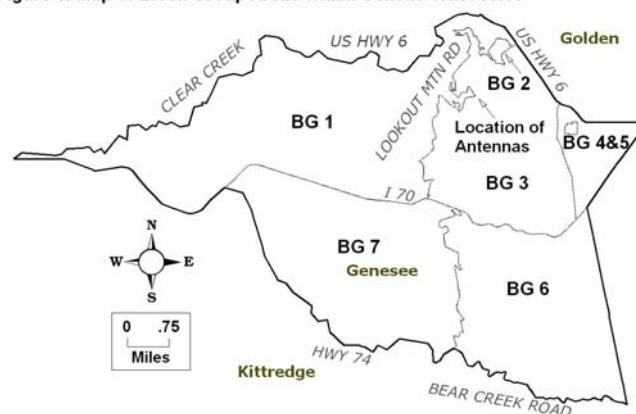 US HWY 6
Golden
US HWY 6
CLEAR CREEK
LOOKOUT MTN RD
BG 2
BG 1
Location of
Antennas
BG 4&5
BG 3
I 70
N
W E
S
BG 7
Genesee
BG 6
0 .75
Miles
HWY 74
Kittredge
BEAR CREEK ROAD